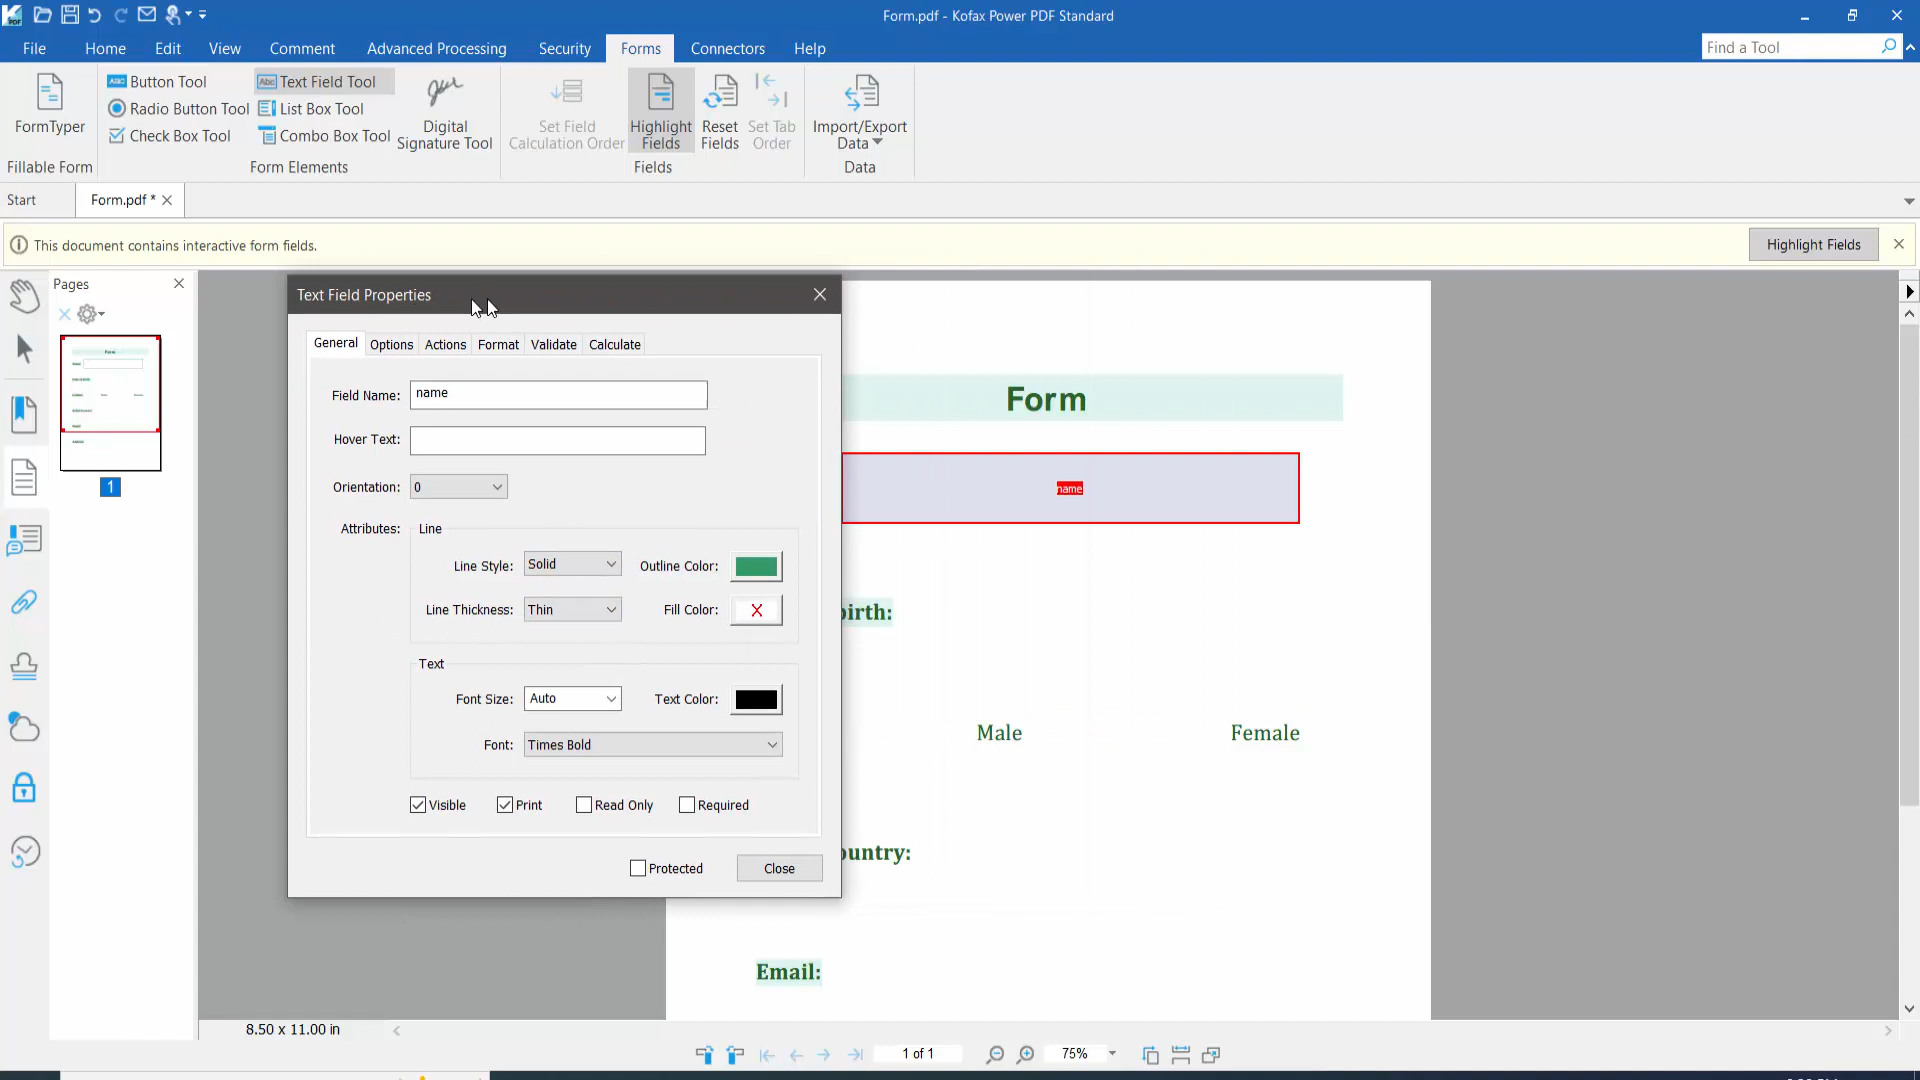 Form.pdf - Kofax Power PDF Standard
File Home Edit View Comment Advanced Processing Security Forms Connectors Help
Find a Tool
FormTyper
Fillable Form
Button Tool
Radio Button Tool
Check Box Tool
Text Field Tool
List Box Tool
Combo Box Tool
Digital
Signature Tool
Form Elements
Set Field
Calculation Order
Highlight
Fields
Reset
Fields
Set Tab
Order
Fields
Import/Export
Data
Data
Start
Form.pdf *
This document contains interactive form fields.
Highlight Fields
Pages
1
Text Field Properties
General Options Actions Format Validate Calculate
Field Name: name
Hover Text:
Orientation: 0
Attributes: Line
Line Style: Solid Outline Color:
Line Thickness: Thin Fill Color: X
Text
Font Size: Auto Text Color:
Font: Times Bold
Visible Print Read Only Required
Protected Close
Form
name
birth:
Male Female
ountry:
Email:
8.50 x 11.00 in
1 of 1
75%